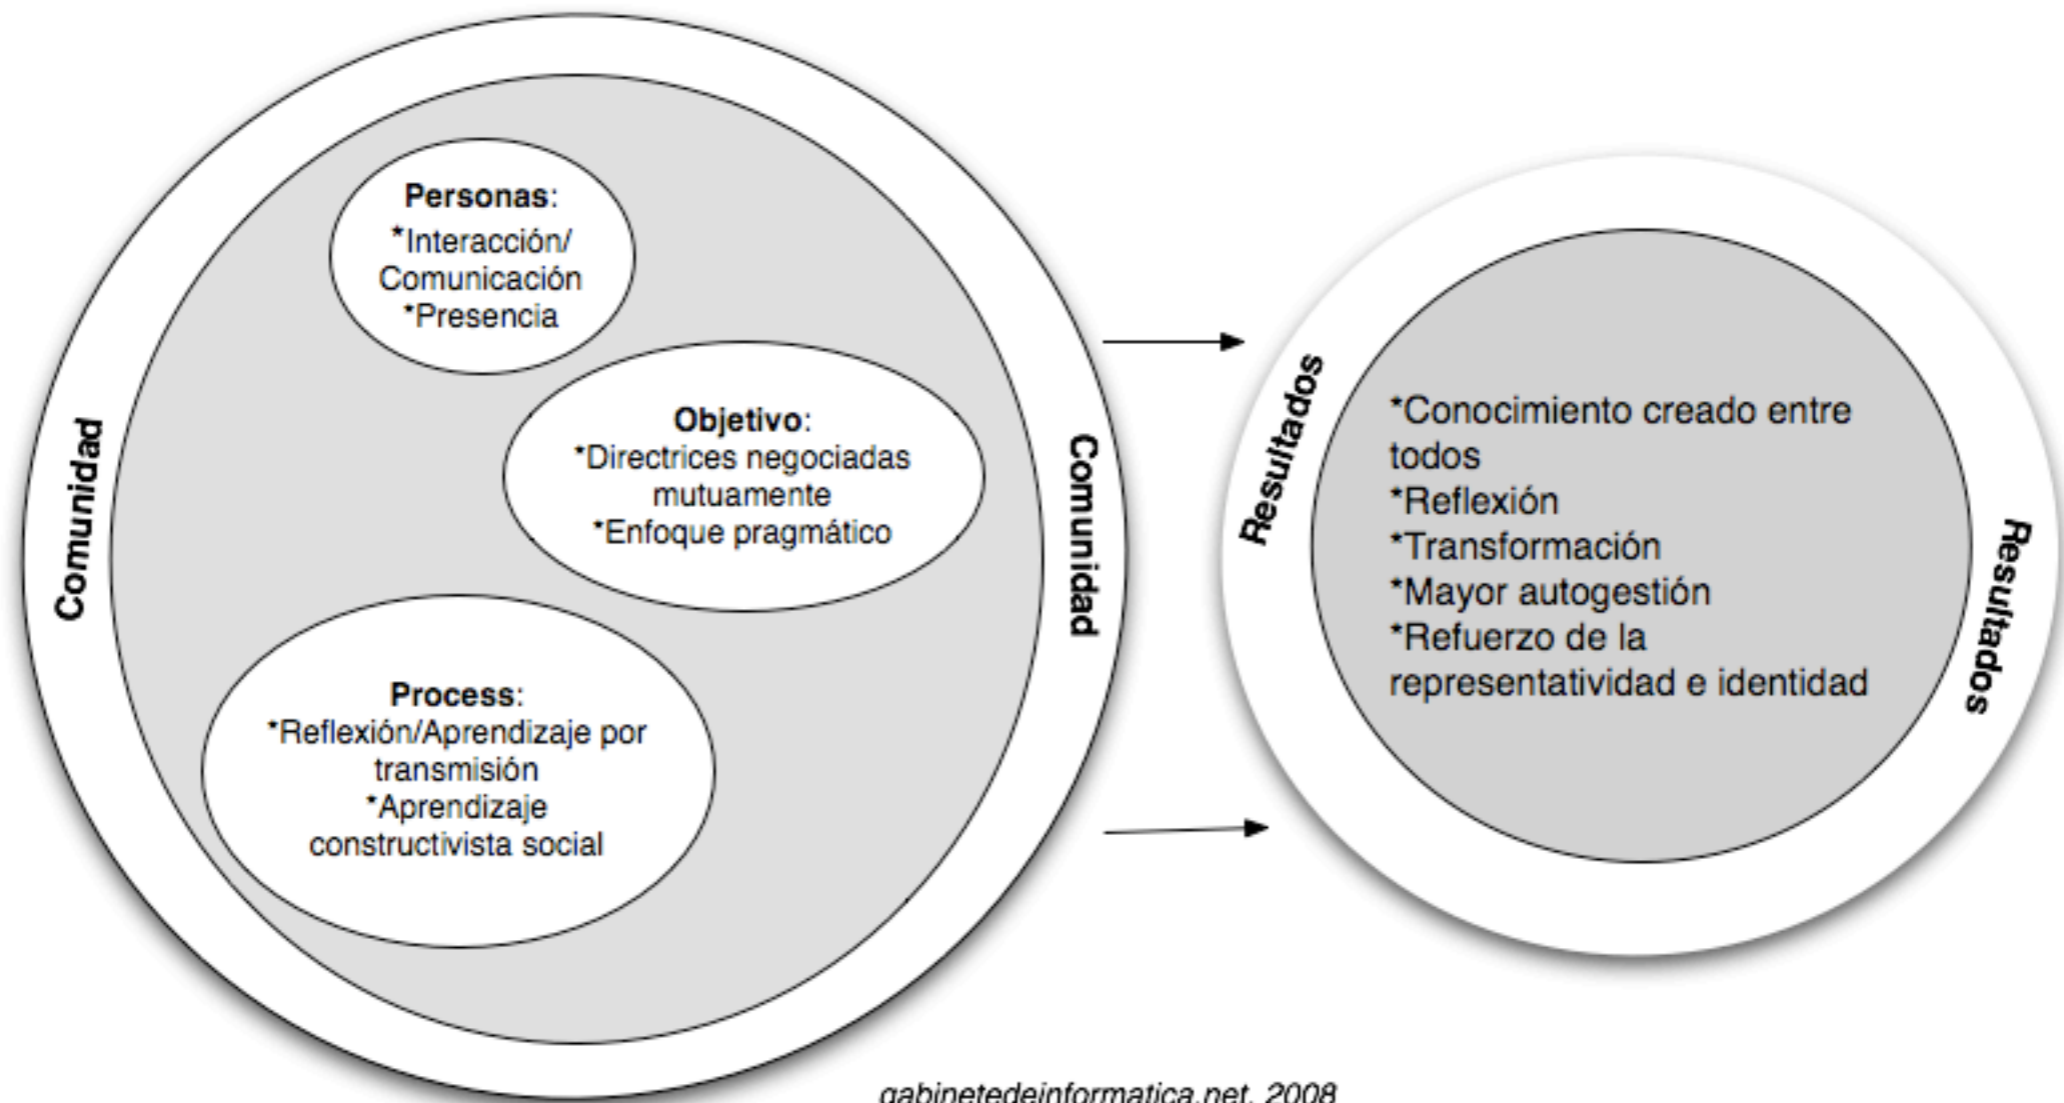 Comunidad
Personas:
*Interacción/
Comunicación
*Presencia
Objetivo:
*Directrices negociadas
mutuamente
*Enfoque pragmático
Process:
*Reflexión/Aprendizaje por
transmisión
*Aprendizaje
constructivista social
Comunidad
Resultados
*Conocimiento creado entre
todos
*Reflexión
*Transformación
*Mayor autogestión
*Refuerzo de la
representatividad e identidad
Resultados
gabinetedeinformatica.net, 2008